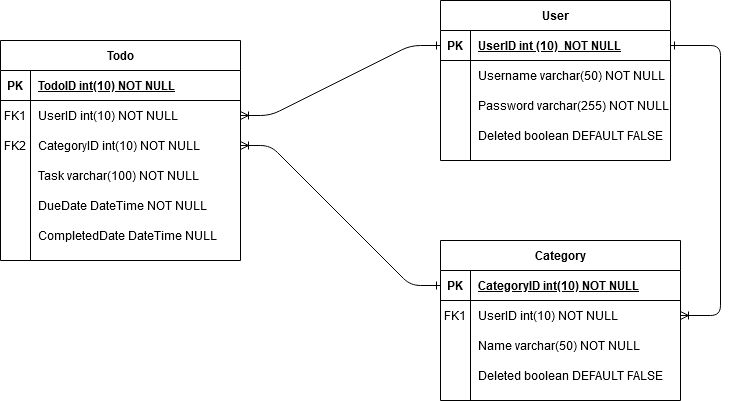 Todo
PK TodoID int(10) NOT NULL
FK1 UserID int(10) NOT NULL
FK2 CategoryID int(10) NOT NULL
Task varchar(100) NOT NULL
DueDate DateTime NOT NULL
CompletedDate DateTime NULL
User
PK UserID int (10) NOT NULL
Username varchar(50) NOT NULL
Password varchar(255) NOT NULL
Deleted boolean DEFAULT FALSE
Category
PK CategoryID int(10) NOT NULL
FK1 UserID int(10) NOT NULL
Name varchar(50) NOT NULL
Deleted boolean DEFAULT FALSE